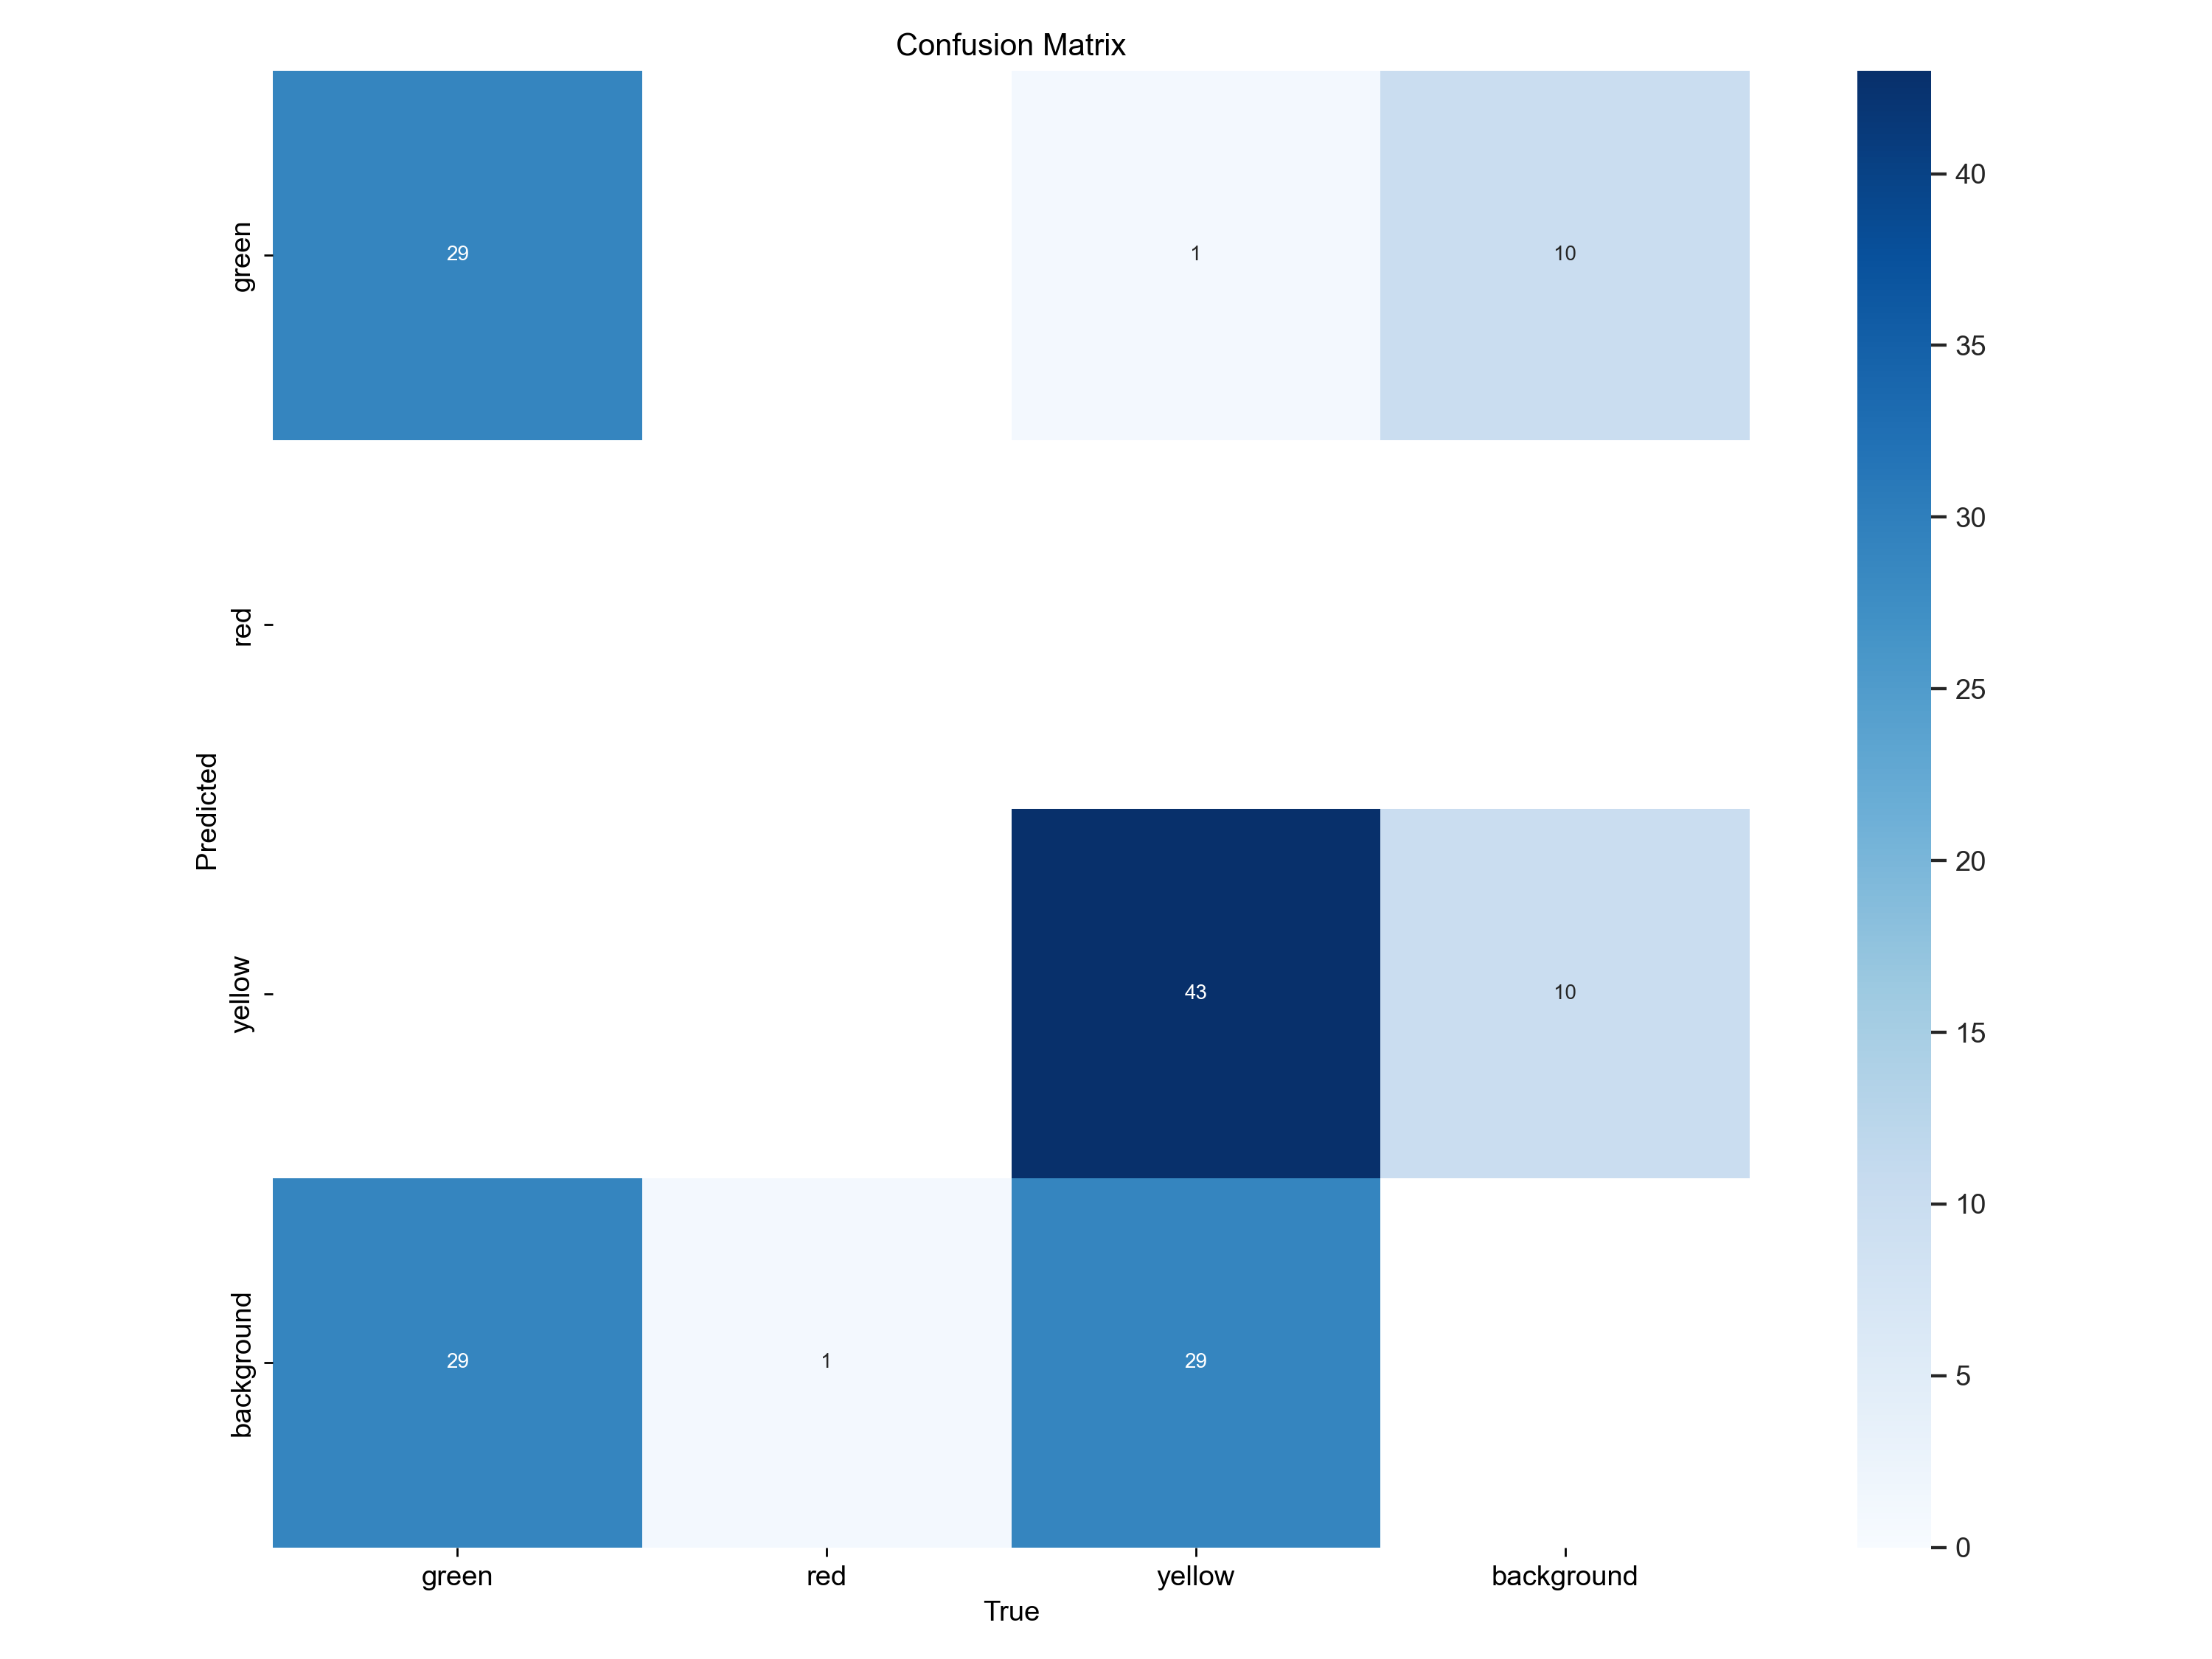 Confusion Matrix
green
29
1
10
40
35
30
red
25
Predicted
20
yellow
43
10
15
10
background
29
1
29
5
0
green
red
yellow
background
True